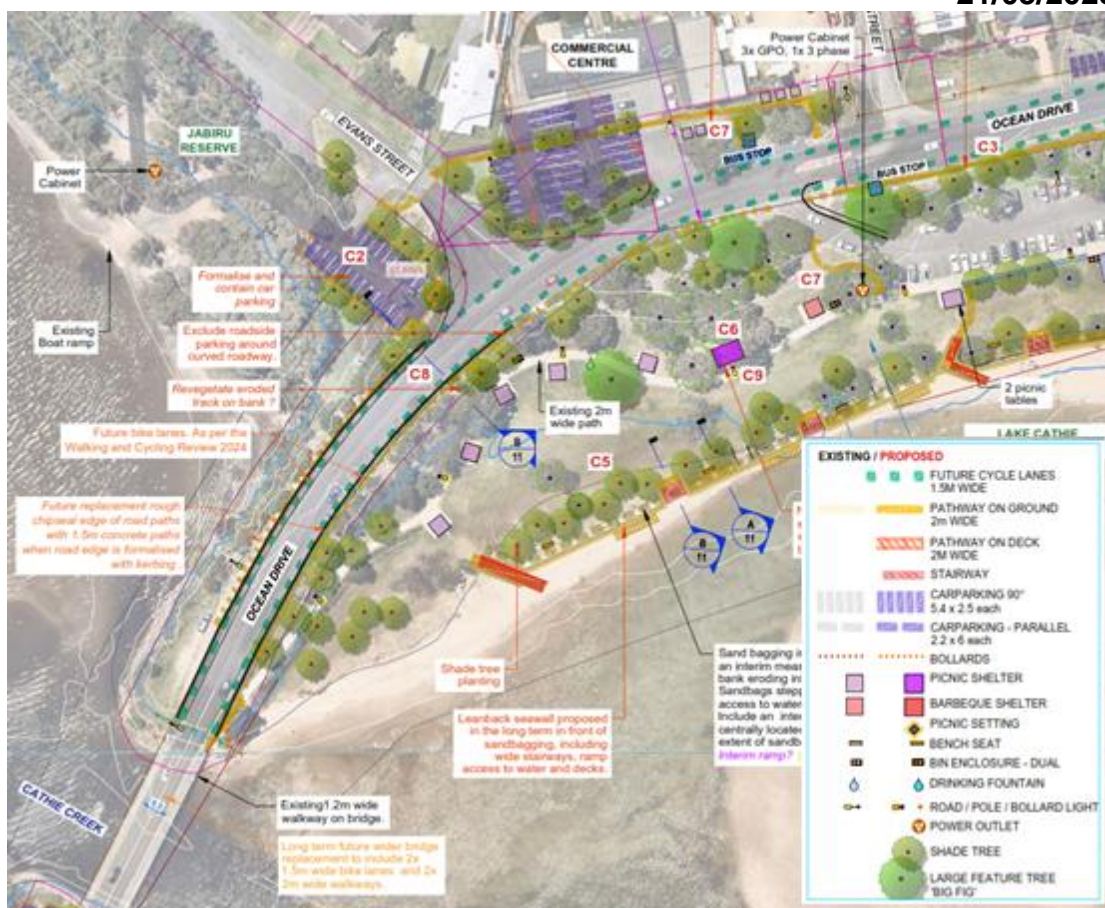 COMMERCIAL
CENTRE
Power Cabinet
3x GPO, 1x 3 phase
STREET
OCEAN DRIVE
C3
C7
BUS STOP
BUS STOP
EVANS STREET
JABIRU
RESERVE
Power
Cabinet
C2
Formalise and
contain car
parking
Existing
Boat ramp
Exclude roadside
parking around
curved roadway.
Revegetate eroded
track on bank ?
C8
C7
C6
C9
Existing 2m
wide path
2 picnic
tables
LAKE CATHIE
Future bike lanes. As per the
Walking and Cycling Review 2024
B
11
C5
Future replacement rough
chipseal edge of road paths
with 1.5m concrete paths
when road edge is formalised
with kerbing.
OCEAN DRIVE
B
11
A
11
Shade tree
planting
Leanback seawall proposed
in the long term in front of
sandbagging, including
wide stairways, ramp
access to water and decks.
Sand bagging
an interim
bank eroding
Sandbags
access to water
Include an
centrally
extent of
Interim ramp?
Existing1.2m wide
walkway on bridge.
CATHIE CREEK
Long term future wider bridge
replacement to include 2x
1.5m wide bike lanes and 2x
2m wide walkways.
EXISTING / PROPOSED
FUTURE CYCLE LANES
1.5M WIDE
PATHWAY ON GROUND
2m WIDE
PATHWAY ON DECK
2M WIDE
STAIRWAY
CARPARKING 90°
5.4 x 2.5 each
CARPARKING - PARALLEL
2.2 x 6 each
BOLLARDS
PICNIC SHELTER
BARBEQUE SHELTER
PICNIC SETTING
BENCH SEAT
BIN ENCLOSURE - DUAL
DRINKING FOUNTAIN
ROAD / POLE / BOLLARD LIGHT
POWER OUTLET
SHADE TREE
LARGE FEATURE TREE
'BIG FIG'